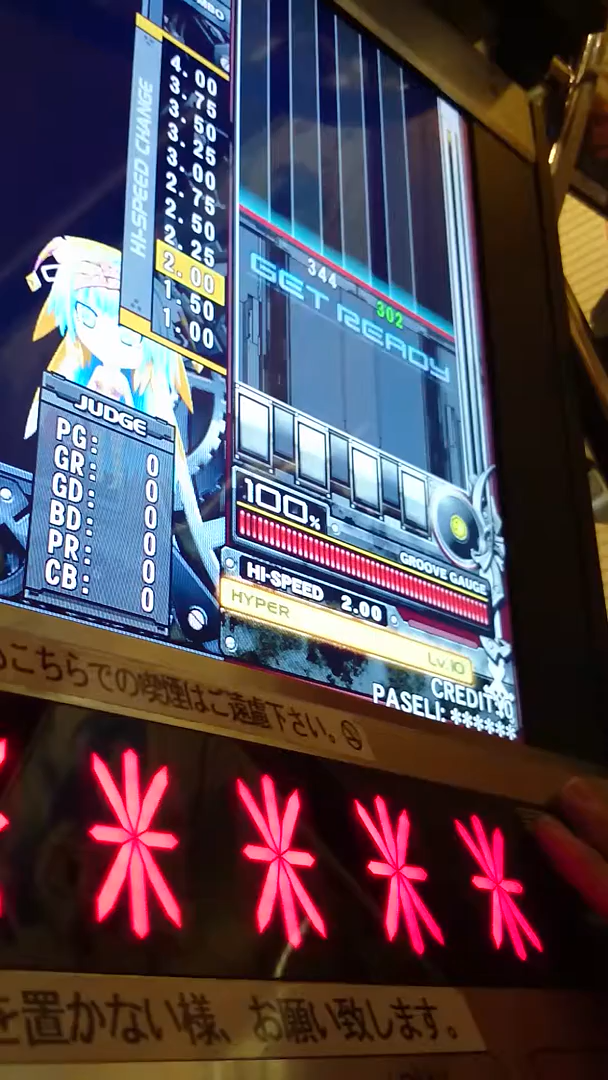 MBO
HI-SPEED CHANGE
4.00
3.75
3.50
3.25
3.00
2.75
2.50
2.25
2.00
1.50
1.00
344
302
GET READY
JUDGE
PG: 0
GR: 0
GD: 0
BD: 0
PR: 0
CB: 0
100%
GROOVE GAUGE
HI-SPEED 2.00
HYPER
Lv.10
CREDIT:0
PASELI: ******
こちらでの喫煙はご遠慮下さい。
を置かない様、お願い致します。